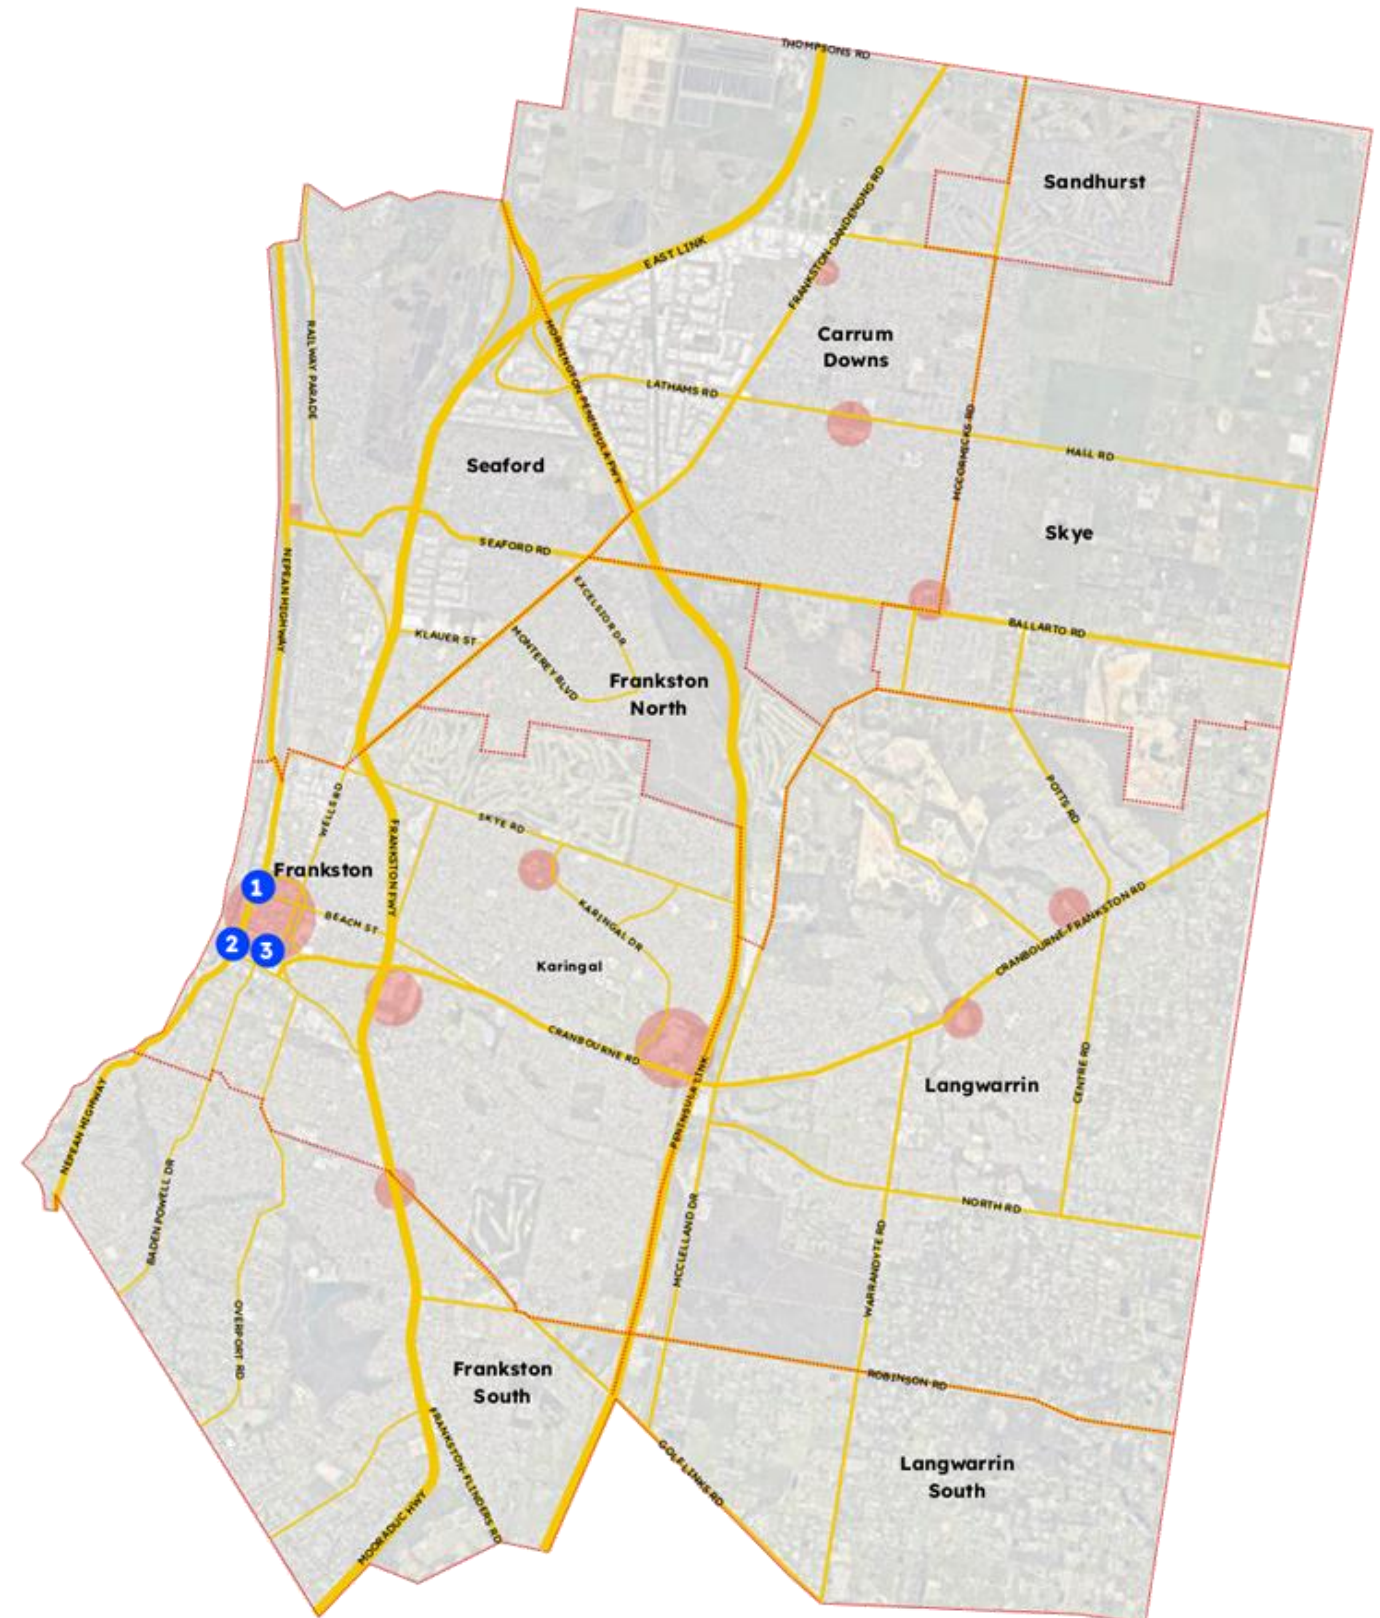 THOMPSONS RD
Sandhurst
FRANKSTON-DANDENONG RD
EAST LINK
RAILWAY PARADE
MORNINGTON PENINSULA FWY
Carrum
Downs
LATHAMS RD
MCCORMICKS RD
HALL RD
Seaford
Skye
NEPEAN HIGHWAY
SEAFORD RD
EXCELSIOR DR
KLAUER ST
MONTEREY BLVD
BALLARTO RD
Frankston
North
POTTS RD
WELLS RD
SKYE RD
FRANKSTON FWY
Frankston
1
BEACH ST
KARINGAL DR
CRANBOURNE-FRANKSTON RD
2
3
Karingal
CRANBOURNE RD
PENINSULA LINK
Langwarrin
CENTRE RD
NEPEAN HIGHWAY
BADEN POWELL DR
MCCLELLAND DR
NORTH RD
WARRANDYTE RD
OVERPORT RD
Frankston
South
ROBINSON RD
FRANKSTON-FLINDERS RD
GOLF LINKS RD
Langwarrin
South
MOORADUC HWY